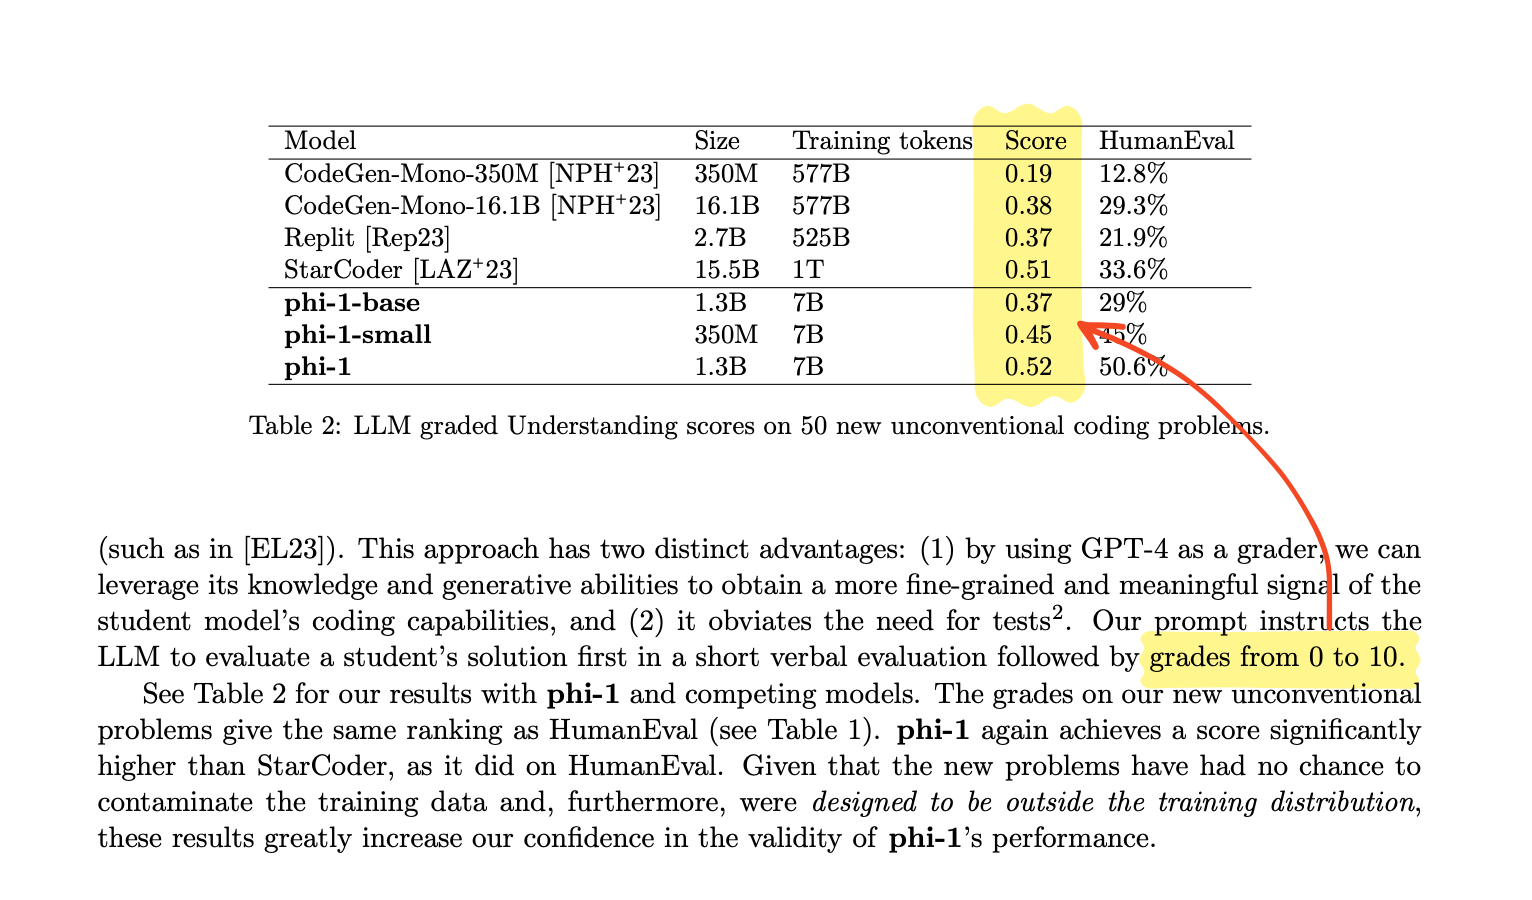 Model Size Training tokens Score HumanEval
CodeGen-Mono-350M [NPH⁺23] 350M 577B 0.19 12.8%
CodeGen-Mono-16.1B [NPH⁺23] 16.1B 577B 0.38 29.3%
Replit [Rep23] 2.7B 525B 0.37 21.9%
StarCoder [LAZ⁺23] 15.5B 1T 0.51 33.6%
phi-1-base 1.3B 7B 0.37 29%
phi-1-small 350M 7B 0.45 45%
phi-1 1.3B 7B 0.52 50.6%
Table 2: LLM graded Understanding scores on 50 new unconventional coding problems.
(such as in [EL23]). This approach has two distinct advantages: (1) by using GPT-4 as a grader, we can
leverage its knowledge and generative abilities to obtain a more fine-grained and meaningful signal of the
student model's coding capabilities, and (2) it obviates the need for tests². Our prompt instructs the
LLM to evaluate a student's solution first in a short verbal evaluation followed by grades from 0 to 10.
See Table 2 for our results with phi-1 and competing models. The grades on our new unconventional
problems give the same ranking as HumanEval (see Table 1). phi-1 again achieves a score significantly
higher than StarCoder, as it did on HumanEval. Given that the new problems have had no chance to
contaminate the training data and, furthermore, were designed to be outside the training distribution,
these results greatly increase our confidence in the validity of phi-1's performance.